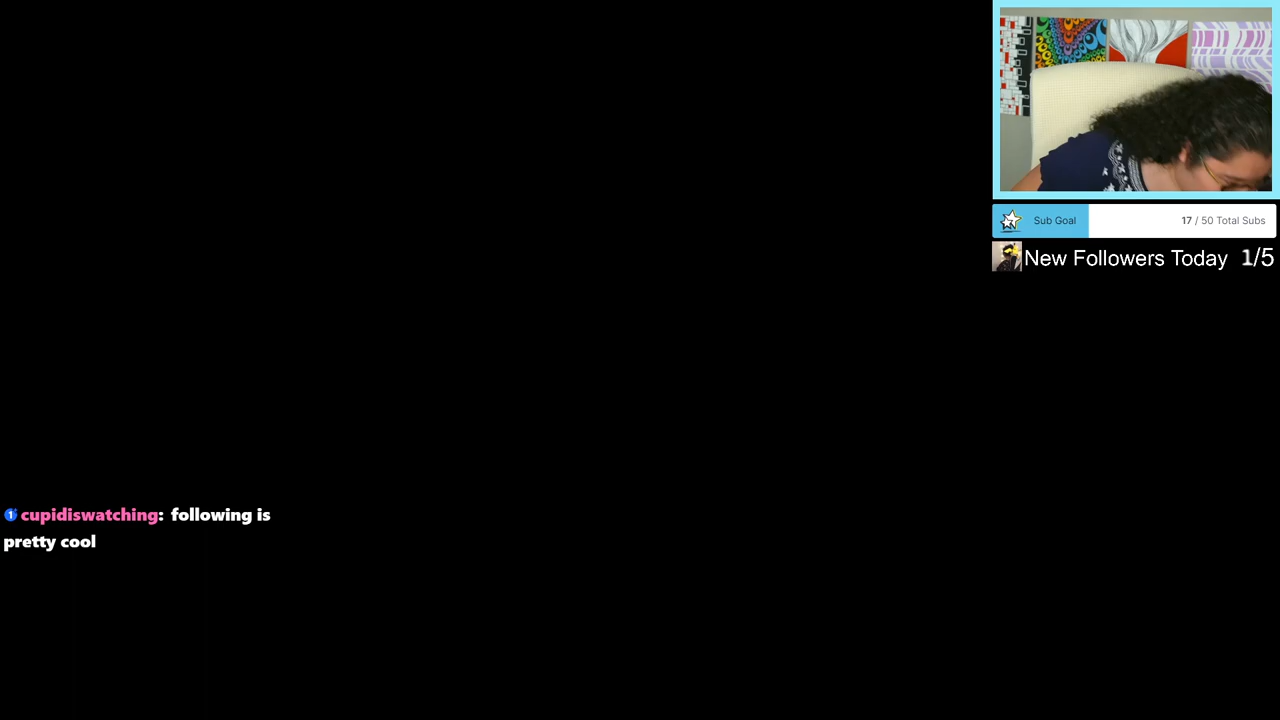 Sub Goal 17 / 50 Total Subs
New Followers Today 1/5
cupidiswatching: following is
pretty cool